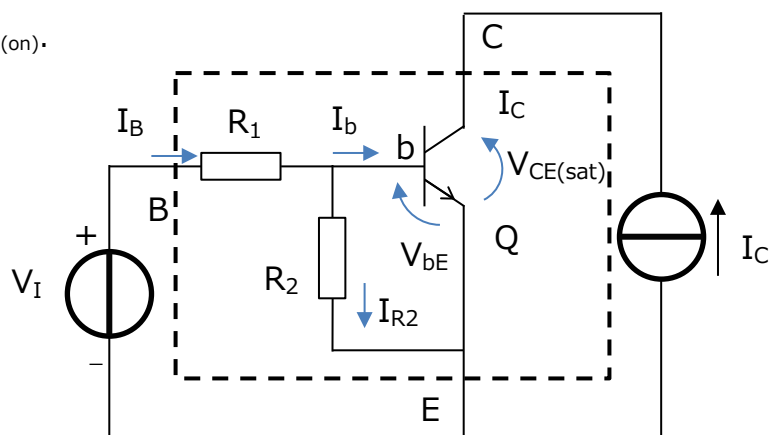 (on).
C
I_B
R_1
I_b
I_C
b
V_CE(sat)
B
+
V_bE
Q
V_I
R_2
I_C
I_R2
−
E